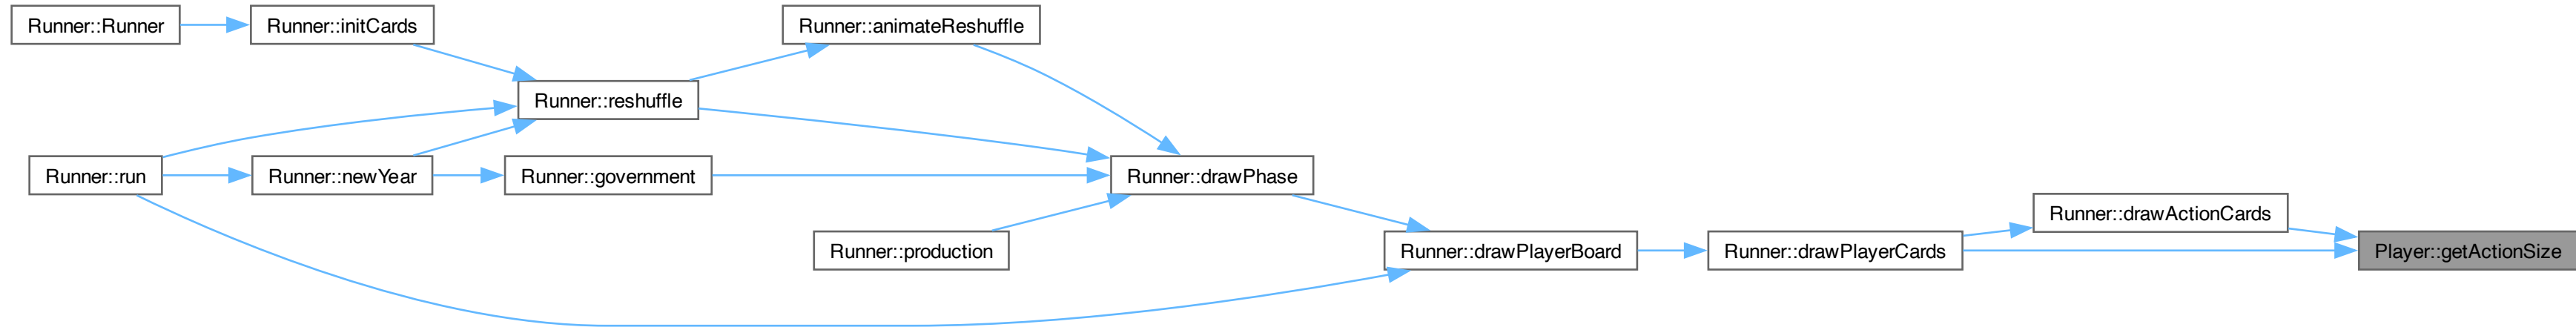 Runner::Runner
Runner::initCards
Runner::animateReshuffle
Runner::reshuffle
Runner::run
Runner::newYear
Runner::government
Runner::drawPhase
Runner::production
Runner::drawPlayerBoard
Runner::drawPlayerCards
Runner::drawActionCards
Player::getActionSize